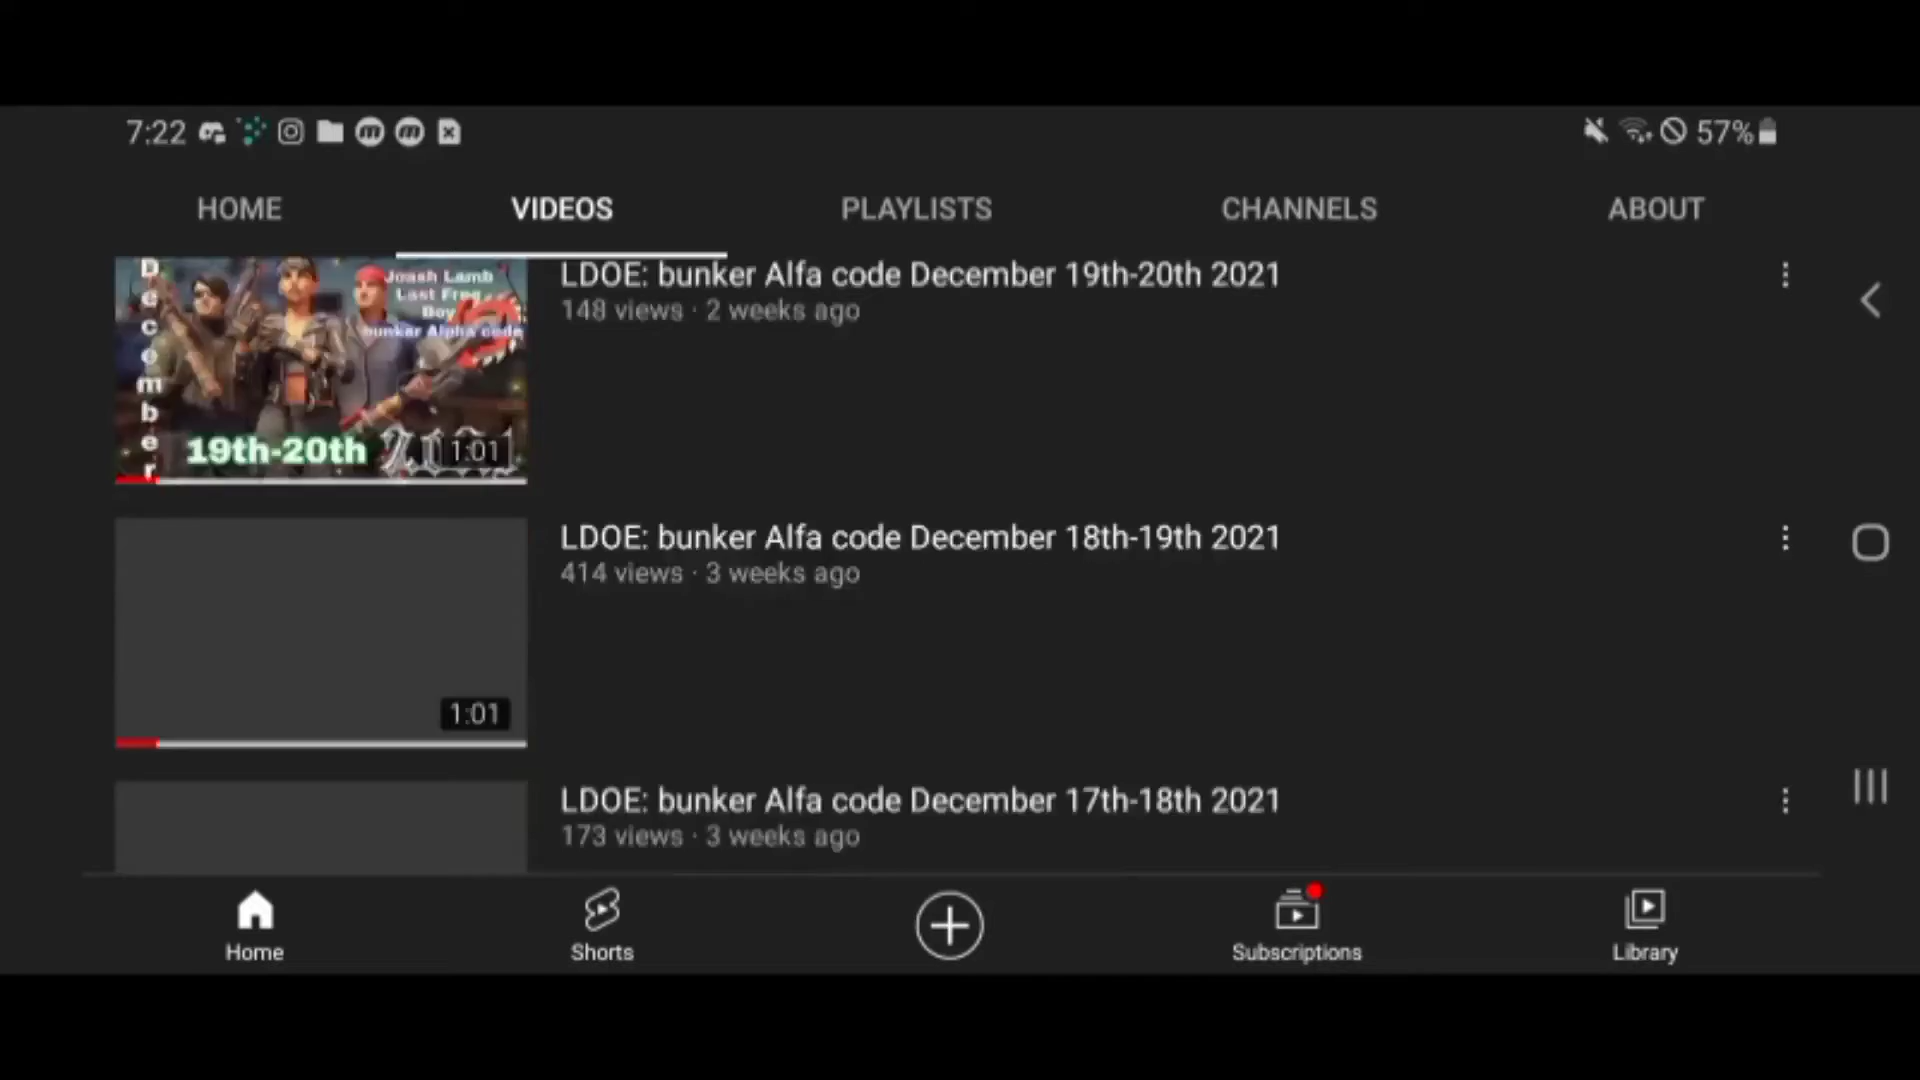 7:22
57%
HOME
VIDEOS
PLAYLISTS
CHANNELS
ABOUT
December
Josah Lamb
Last Frog
Boy
bunker Alpha code
19th-20th
1:01
LDOE: bunker Alfa code December 19th-20th 2021
148 views · 2 weeks ago
1:01
LDOE: bunker Alfa code December 18th-19th 2021
414 views · 3 weeks ago
LDOE: bunker Alfa code December 17th-18th 2021
173 views · 3 weeks ago
Home
Shorts
Subscriptions
Library